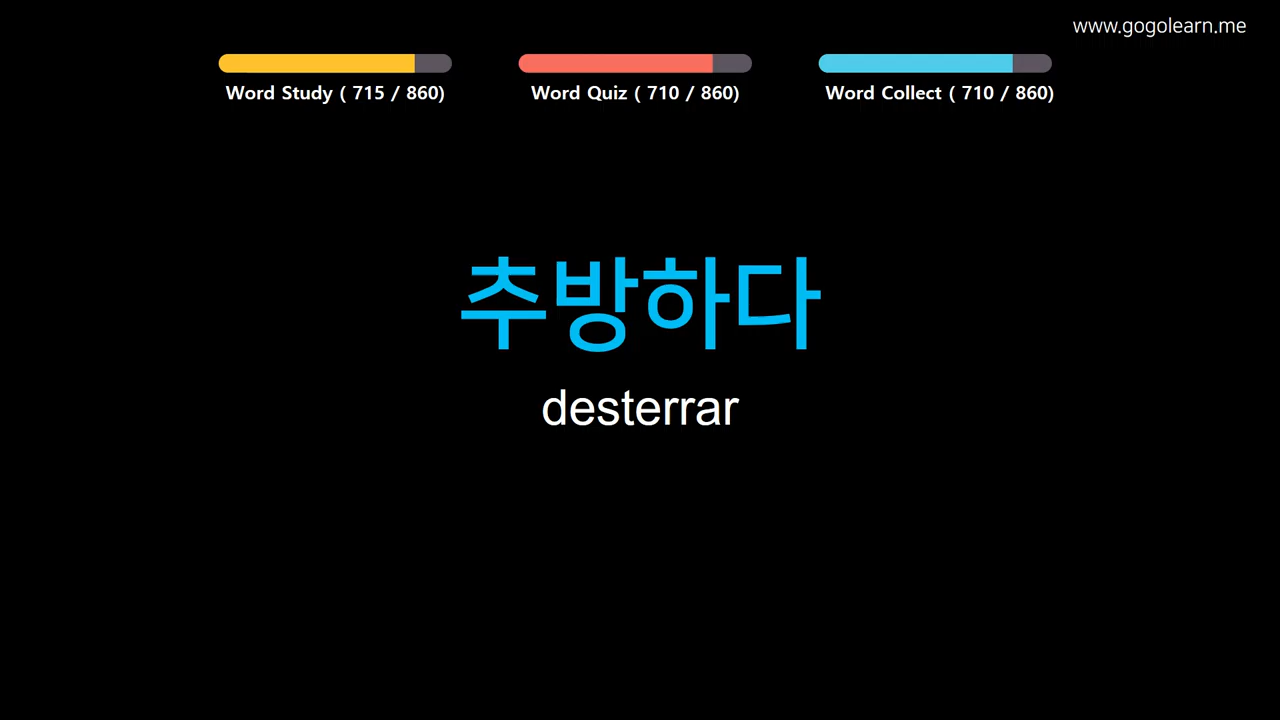 www.gogolearn.me
Word Study ( 715 / 860)
Word Quiz ( 710 / 860)
Word Collect ( 710 / 860)
추방하다
desterrar